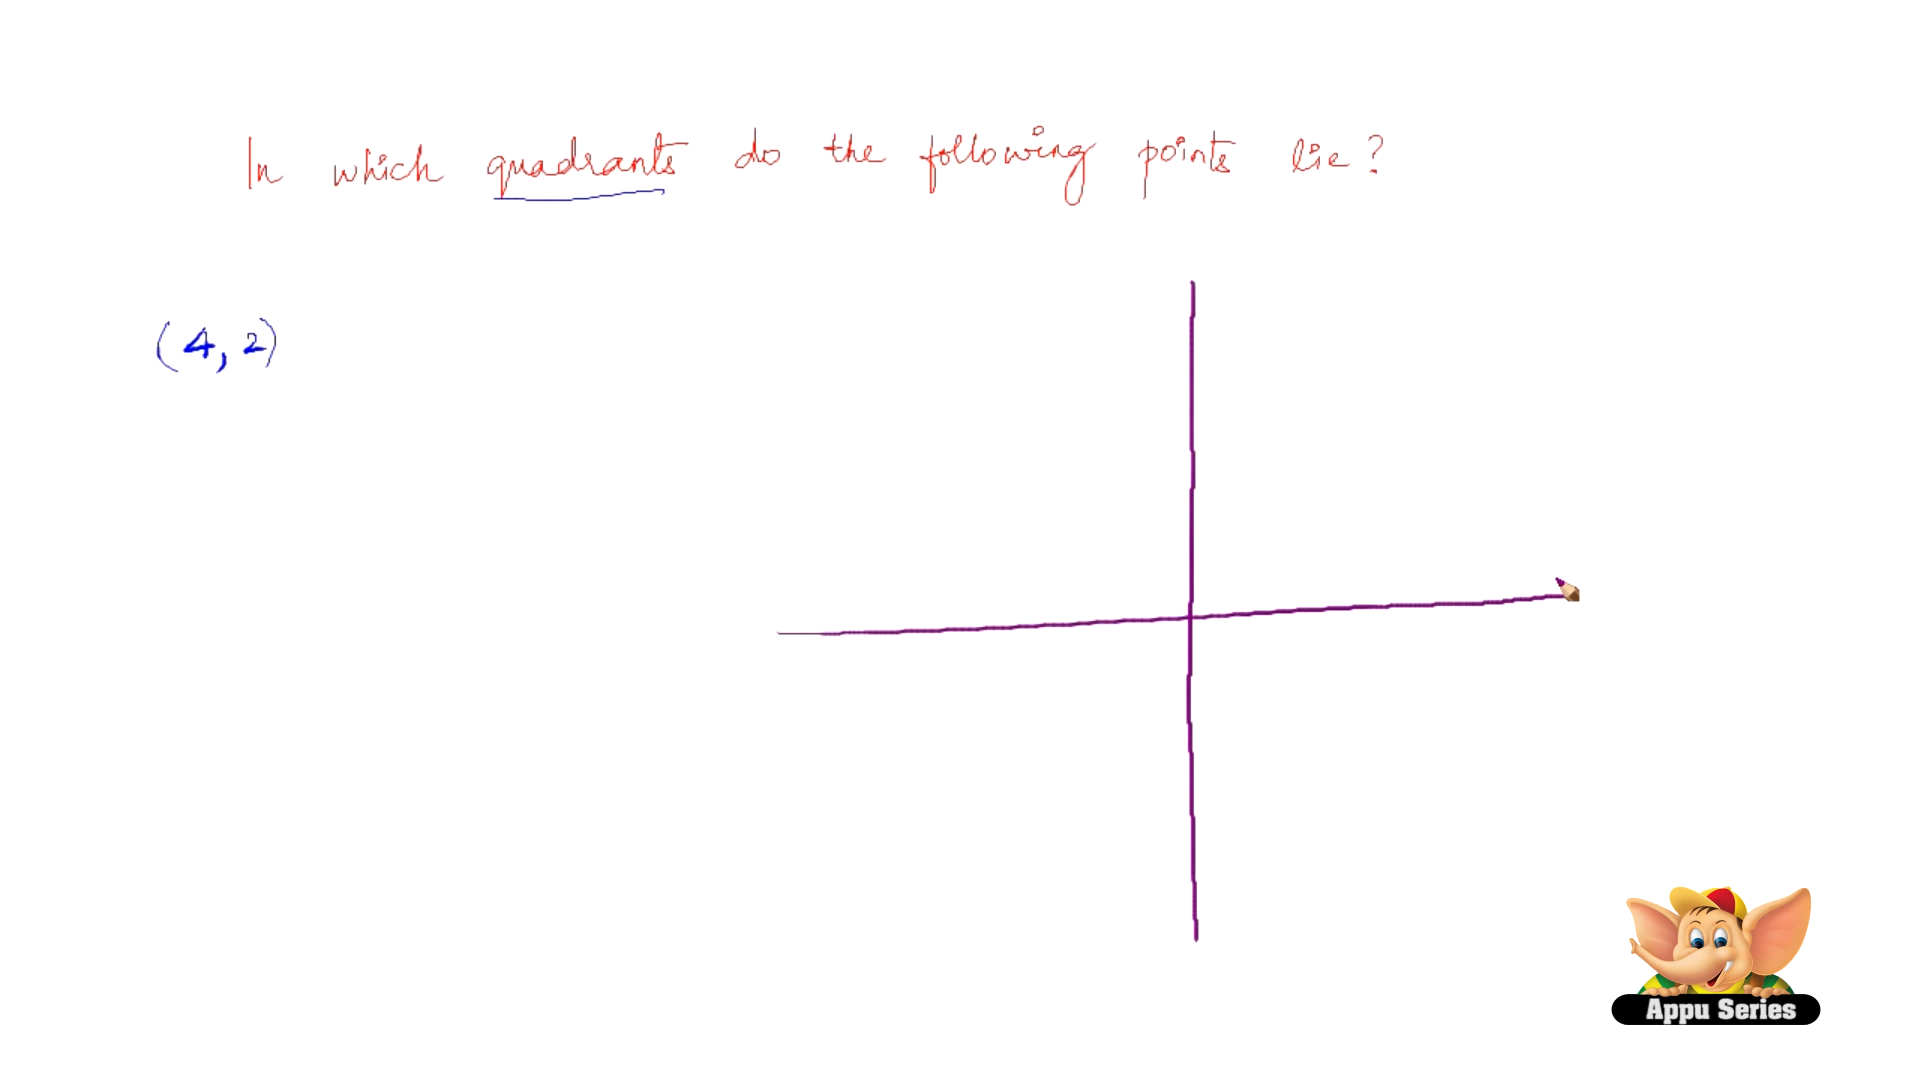 In which quadrants do the following points lie?
(4, 2)
Appu Series